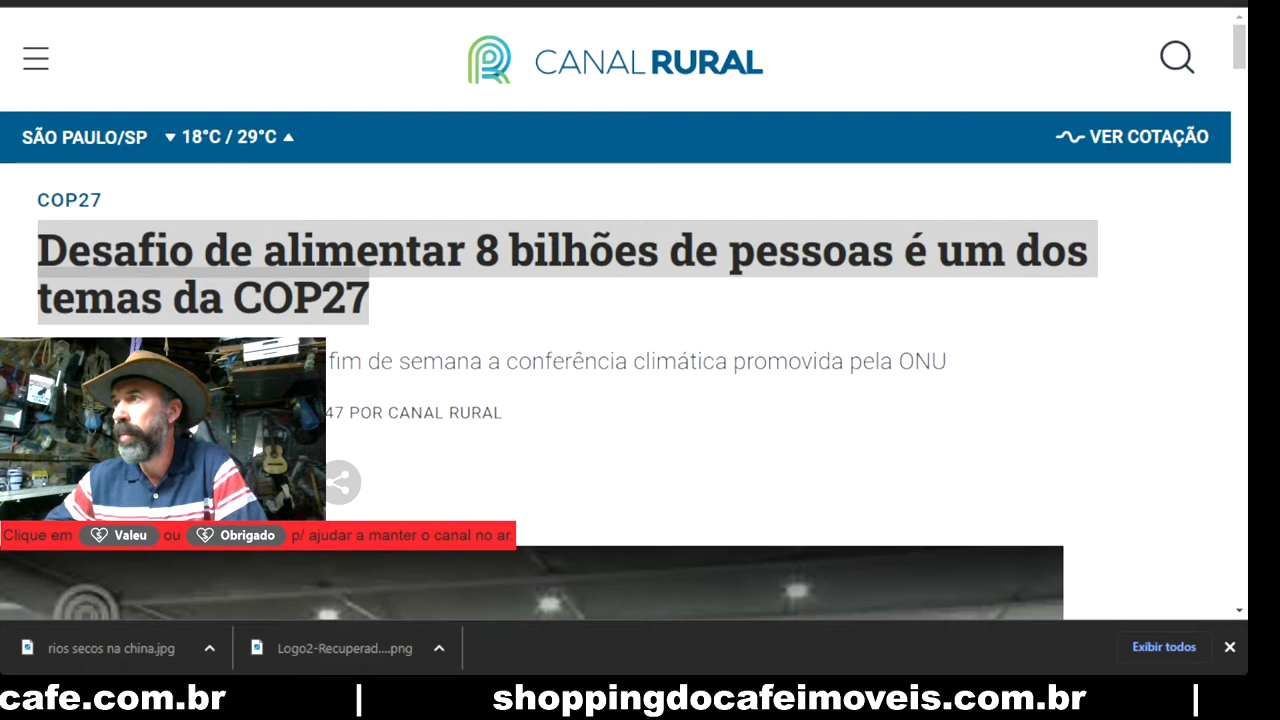 CANAL RURAL
SÃO PAULO/SP 18°C / 29°C VER COTAÇÃO
COP27
Desafio de alimentar 8 bilhões de pessoas é um dos
temas da COP27
fim de semana a conferência climática promovida pela ONU
47 POR CANAL RURAL
Clique em Valeu ou Obrigado p/ ajudar a manter o canal no ar.
rios secos na china.jpg Logo2-Recuperad....png Exibir todos
cafe.com.br | shoppingdocafeimoveis.com.br |